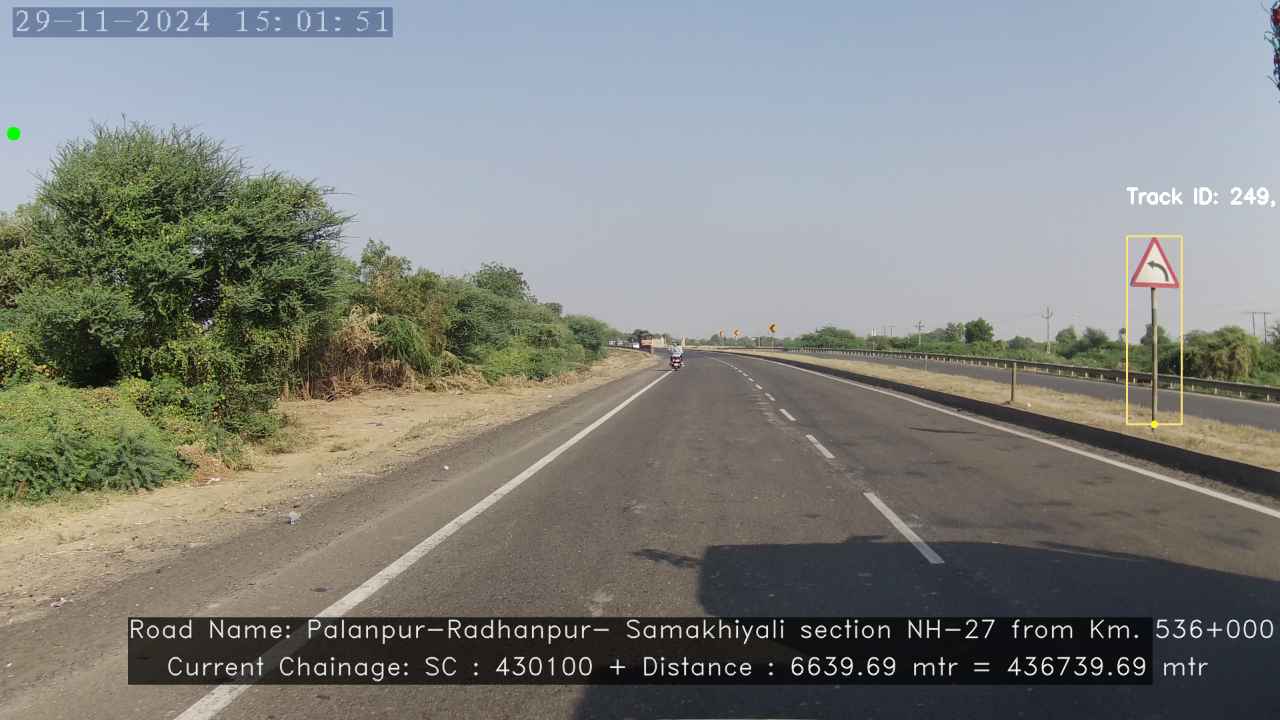 29-11-2024 15:01:51
Track ID: 249,
Road Name: Palanpur-Radhanpur- Samakhiyali section NH-27 from Km. 536+000
Current Chainage: SC : 430100 + Distance : 6639.69 mtr = 436739.69 mtr